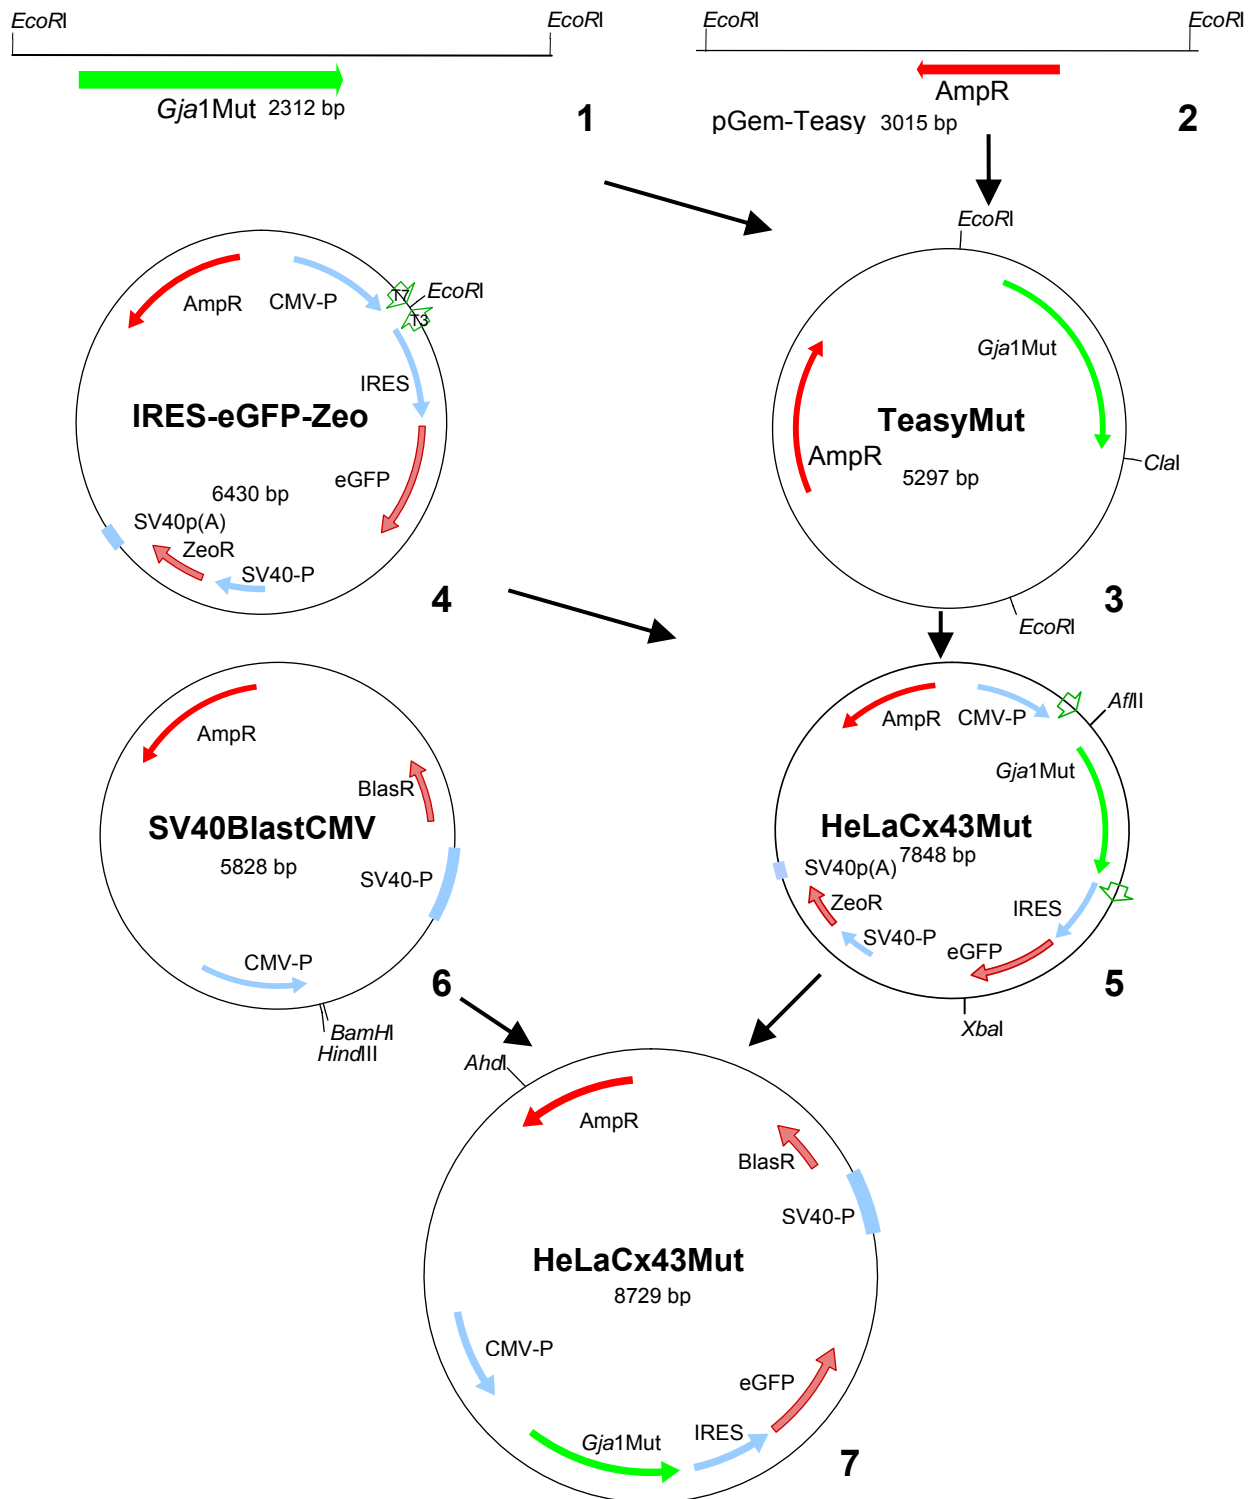 EcoRI EcoRI EcoRI EcoRI
Gja1Mut 2312 bp
1
AmpR
pGem-Teasy 3015 bp
2
EcoRI
AmpR
CMV-P
T7
EcoRI
T3
IRES
IRES-eGFP-Zeo
eGFP
6430 bp
SV40p(A)
ZeoR
SV40-P
4
Gja1Mut
TeasyMut
AmpR
5297 bp
ClaI
3
EcoRI
AmpR
BlasR
SV40BlastCMV
5828 bp
SV40-P
CMV-P
6
BamHI
HindIII
AmpR
CMV-P
AflII
Gja1Mut
HeLaCx43Mut
7848 bp
SV40p(A)
ZeoR
IRES
SV40-P
eGFP
5
XbaI
AhdI
AmpR
BlasR
SV40-P
HeLaCx43Mut
8729 bp
CMV-P
eGFP
IRES
Gja1Mut
7